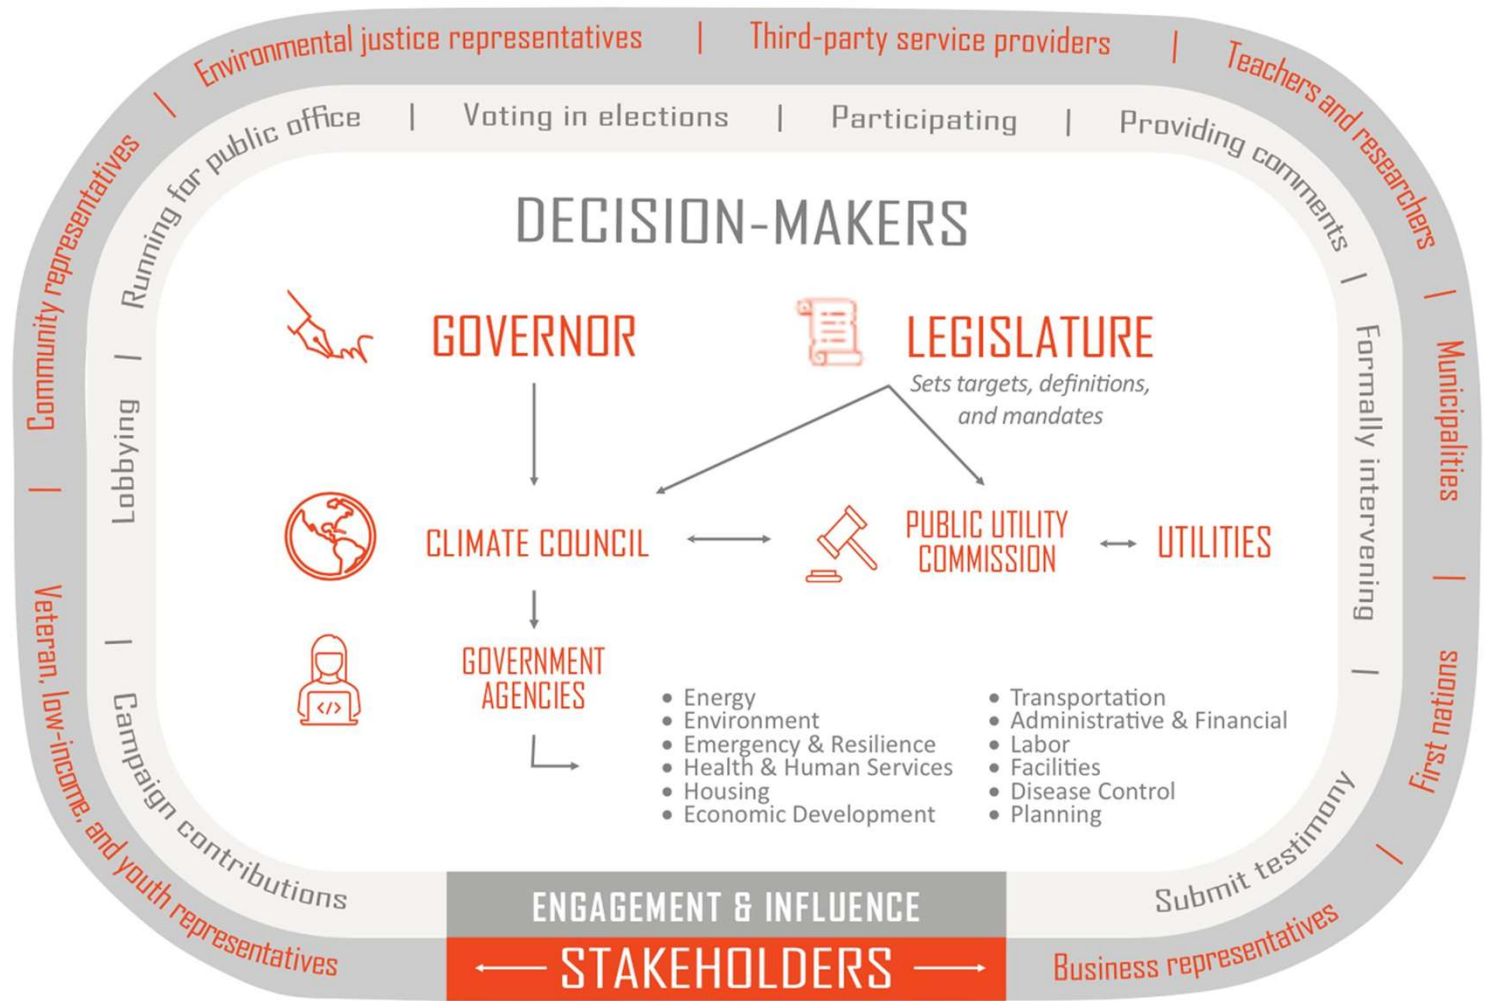 Environmental justice representatives | Third-party service providers | Teachers and researchers | Municipalities | First nations | Business representatives
Community representatives | Veteran, low-income, and youth representatives
Running for public office | Voting in elections | Participating | Providing comments | Formally intervening | Submit testimony
Lobbying | Campaign contributions
DECISION-MAKERS
GOVERNOR
LEGISLATURE
Sets targets, definitions,
and mandates
CLIMATE COUNCIL
PUBLIC UTILITY
COMMISSION
UTILITIES
</>
GOVERNMENT
AGENCIES
• Energy
• Environment
• Emergency & Resilience
• Health & Human Services
• Housing
• Economic Development
• Transportation
• Administrative & Financial
• Labor
• Facilities
• Disease Control
• Planning
ENGAGEMENT & INFLUENCE
STAKEHOLDERS